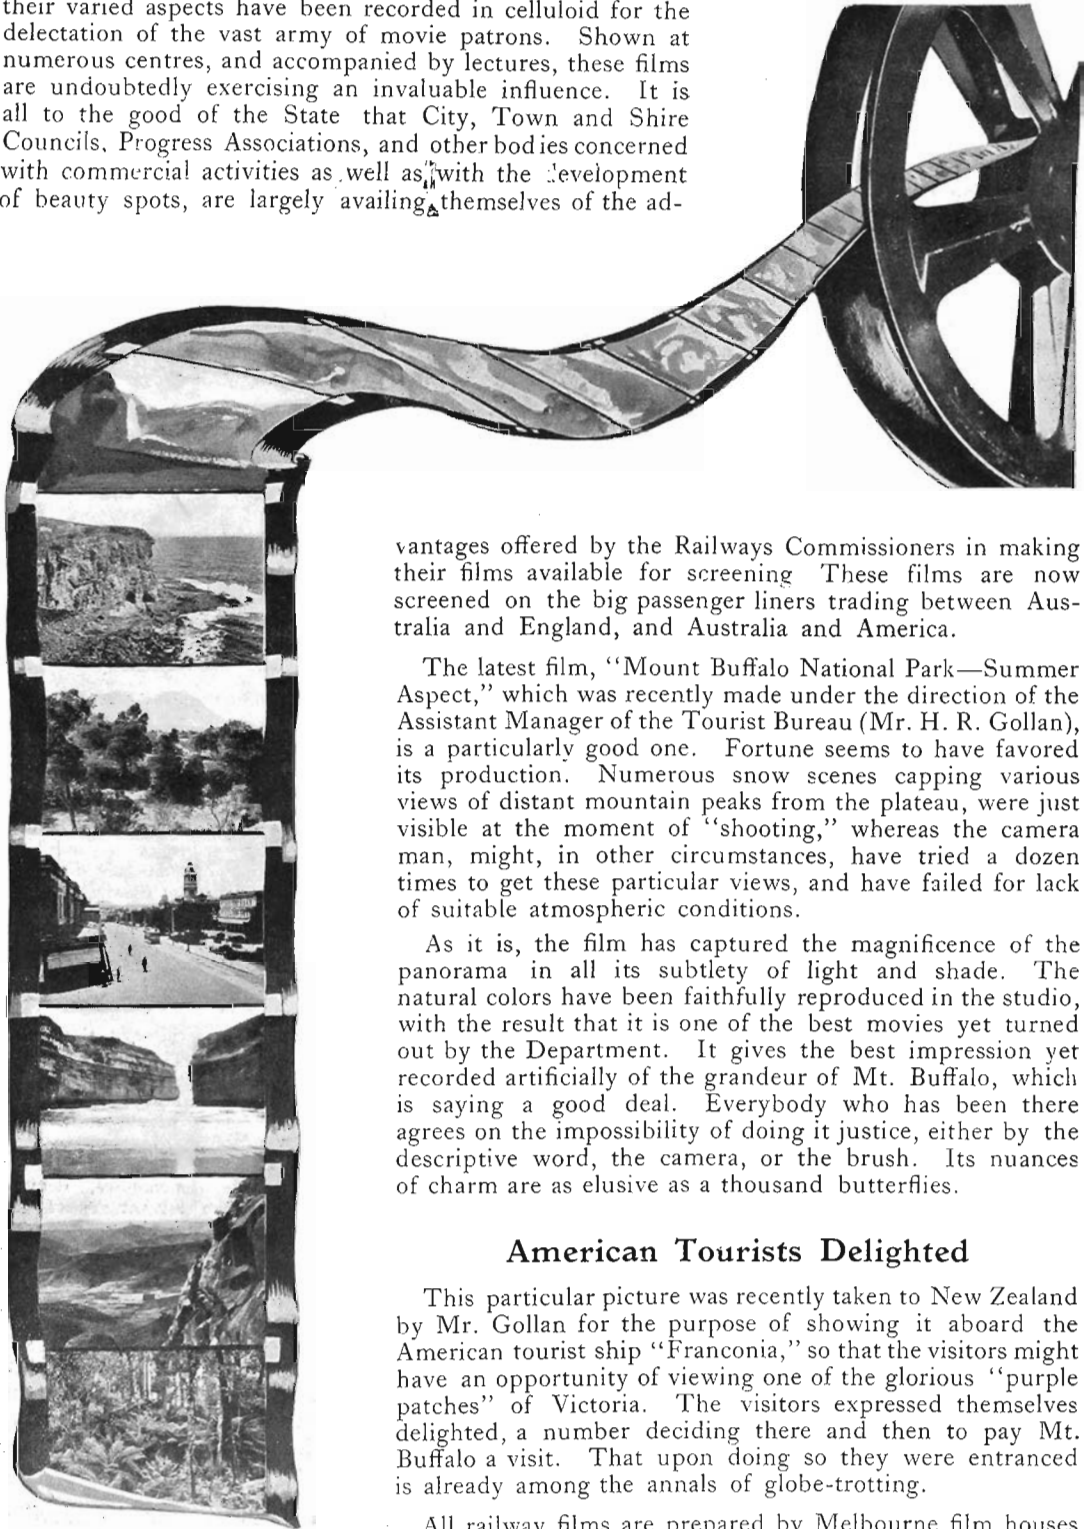 their varied aspects have been recorded in celluloid for the
delectation of the vast army of movie patrons. Shown at
numerous centres, and accompanied by lectures, these films
are undoubtedly exercising an invaluable influence. It is
all to the good of the State that City, Town and Shire
Councils, Progress Associations, and other bodies concerned
with commercial activities as well as with the development
of beauty spots, are largely availing themselves of the ad-
vantages offered by the Railways Commissioners in making
their films available for screening These films are now
screened on the big passenger liners trading between Aus-
tralia and England, and Australia and America.
The latest film, "Mount Buffalo National Park—Summer
Aspect," which was recently made under the direction of the
Assistant Manager of the Tourist Bureau (Mr. H. R. Gollan),
is a particularly good one. Fortune seems to have favored
its production. Numerous snow scenes capping various
views of distant mountain peaks from the plateau, were just
visible at the moment of "shooting," whereas the camera
man, might, in other circumstances, have tried a dozen
times to get these particular views, and have failed for lack
of suitable atmospheric conditions.
As it is, the film has captured the magnificence of the
panorama in all its subtlety of light and shade. The
natural colors have been faithfully reproduced in the studio,
with the result that it is one of the best movies yet turned
out by the Department. It gives the best impression yet
recorded artificially of the grandeur of Mt. Buffalo, which
is saying a good deal. Everybody who has been there
agrees on the impossibility of doing it justice, either by the
descriptive word, the camera, or the brush. Its nuances
of charm are as elusive as a thousand butterflies.
American Tourists Delighted
This particular picture was recently taken to New Zealand
by Mr. Gollan for the purpose of showing it aboard the
American tourist ship "Franconia," so that the visitors might
have an opportunity of viewing one of the glorious "purple
patches" of Victoria. The visitors expressed themselves
delighted, a number deciding there and then to pay Mt.
Buffalo a visit. That upon doing so they were entranced
is already among the annals of globe-trotting.
All railway films are prepared by Melbourne film houses